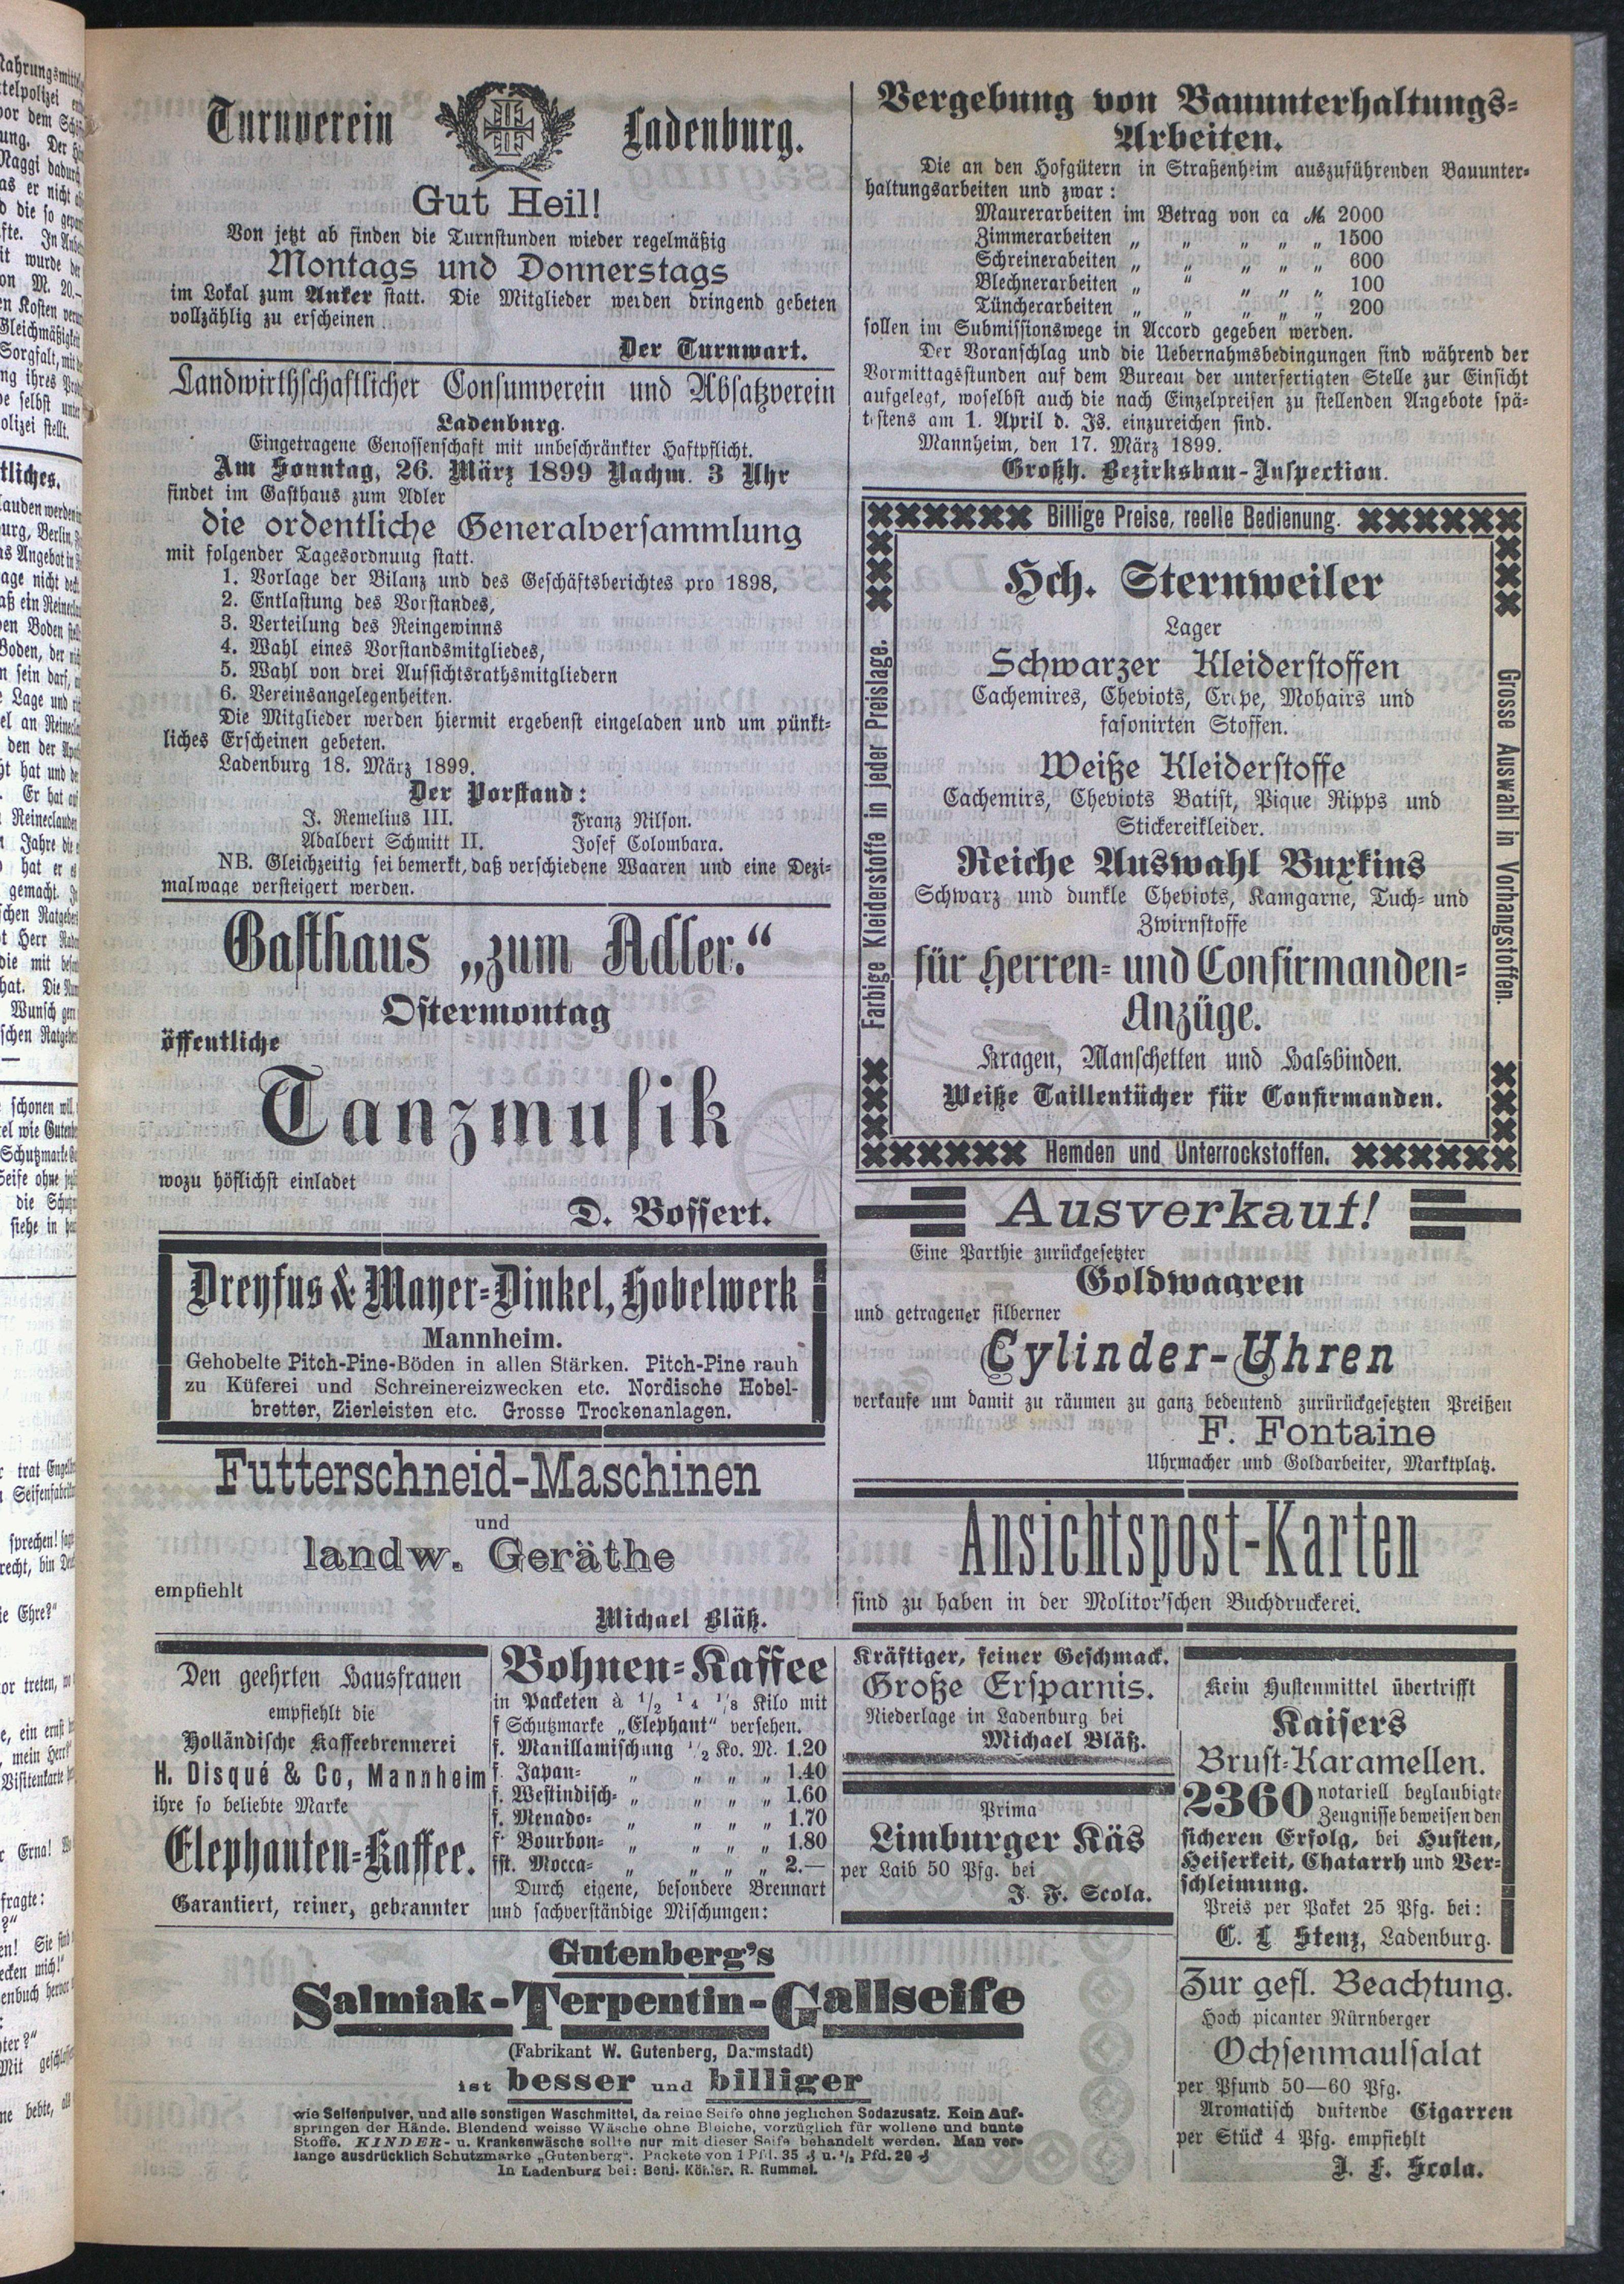 Turnverein Ladenburg.
Gut Heil!
Von jetzt ab finden die Turnstunden wieder regelmäßig
Montags und Donnerstags
im Lokal zum Anker statt. Die Mitglieder werden dringend gebeten
vollzählig zu erscheinen
Der Turnwart.
Landwirthschaftlicher Consumverein und Absatzverein
Ladenburg.
Eingetragene Genossenschaft mit unbeschränkter Haftpflicht.
Am Sonntag, 26. März 1899 Nachm. 3 Uhr
findet im Gasthaus zum Adler
die ordentliche Generalversammlung
mit folgender Tagesordnuug statt.
1. Vorlage der Bilanz und des Geschäftsberichtes pro 1898,
2. Entlastung des Vorstandes,
3. Verteilung des Reingewinns
4. Wahl eines Vorstandsmitgliedes,
5. Wahl von drei Aufsichtsrathsmitgliedern
6. Vereinsangelegenheiten.
Die Mitglieder werden hiermit ergebenst eingeladen und um pünkt-
liches Erscheinen gebeten.
Ladenburg 18. März 1899.
Der Vorstand:
J. Remelius III. Franz Nilson.
Adalbert Schmitt II. Josef Colombara.
NB. Gleichzeitig sei bemerkt, daß verschiedene Waaren und eine Dezi-
malwage versteigert werden.
Gasthaus „zum Adler.“
Ostermontag
öffentliche
Tanzmusik
wozu höflichst einladet
D. Bossert.
Dreyfus & Mayer-Dinkel, Hobelwerk
Mannheim.
Gehobelte Pitch-Pine-Böden in allen Stärken. Pitch-Pine rauh
zu Küferei und Schreinereizwecken etc. Nordische Hobel-
bretter, Zierleisten etc. Grosse Trockenanlagen.
Futterschneid-Maschinen
und
landw. Geräthe
empfiehlt
Michael Bläß.
Vergebung von Bauunterhaltungs-
Arbeiten.
Die an den Hofgütern in Straßenheim auszuführenden Bauunter-
haltungsarbeiten und zwar:
Maurerarbeiten im Betrag von ca M. 2000
Zimmerarbeiten „ „ „ „ „ 1500
Schreinerabeiten „ „ „ „ „ 600
Blechnerarbeiten „ „ „ „ „ 100
Tüncherarbeiten „ „ „ „ „ 200
sollen im Submissionswege in Accord gegeben werden.
Der Voranschlag und die Uebernahmsbedingungen sind während der
Vormittagsstunden auf dem Bureau der unterfertigten Stelle zur Einsicht
aufgelegt, woselbst auch die nach Einzelpreisen zu stellenden Angebote spä-
testens am 1. April d. Js. einzureichen sind.
Mannheim, den 17. März 1899.
Großh. Bezirksbau-Inspection.
Billige Preise, reelle Bedienung.
Farbige Kleiderstoffe in jeder Preislage.
Hch. Sternweiler
Lager
Schwarzer Kleiderstoffen
Cachemires, Cheviots, Crêpe, Mohairs und
fasonirten Stoffen.
Weiße Kleiderstoffe
Cachemirs, Cheviots Batist, Pique Ripps und
Stickereikleider.
Reiche Auswahl Buxkins
Schwarz und dunkle Cheviots, Kamgarne, Tuch- und
Zwirnstoffe
für Herren- und Confirmanden-
Anzüge.
Kragen, Manschetten und Halsbinden.
Weiße Taillentücher für Confirmanden.
Grosse Auswahl in Vorhangstoffen.
Hemden und Unterrockstoffen.
Ausverkauf!
Eine Parthie zurückgesetzter
Goldwaaren
und getragener silberner
Cylinder-Uhren
verkaufe um damit zu räumen zu ganz bedeutend zurürückgesetzten Preißen
F. Fontaine
Uhrmacher und Goldarbeiter, Marktplatz.
Ansichtspost-Karten
sind zu haben in der Molitor'schen Buchdruckerei.
Den geehrten Hausfrauen
empfiehlt die
Holländische Kaffeebrennerei
H. Disqué & Co, Mannheim
ihre so beliebte Marke
Elephanten-Kaffee.
Garantiert, reiner, gebrannter
Bohnen-Kaffee
in Packeten à 1/2 1/4 1/8 Kilo mit
f Schutzmarke „Elephant“ versehen.
f. Manillamischung 1/2 Ko. M. 1.20
f. Japan- „ „ „ „ 1.40
f. Westindisch- „ „ „ „ 1.60
f. Menado- „ „ „ „ 1.70
f. Bourbon- „ „ „ „ 1.80
fst. Mocca- „ „ „ „ 2.—
Durch eigene, besondere Brennart
und sachverständige Mischungen:
Kräftiger, feiner Geschmack.
Große Ersparnis.
Niederlage in Ladenburg bei
Michael Bläß.
Prima
Limburger Käs
per Laib 50 Pfg. bei
J. F. Scola.
Kein Hustenmittel übertrifft
Kaisers
Brust-Karamellen.
2360 notariell beglaubigte
Zeugnisse beweisen den
sicheren Erfolg, bei Husten,
Heiserkeit, Chatarrh und Ver-
schleimung.
Preis per Paket 25 Pfg. bei:
C. L Stenz, Ladenburg.
Gutenberg's
Salmiak-Terpentin-Gallseife
(Fabrikant W. Gutenberg, Darmstadt)
ist besser und billiger
wie Seifenpulver, und alle sonstigen Waschmittel, da reine Seife ohne jeglichen Sodazusatz. Kein Auf-
springen der Hände. Blendend weisse Wäsche ohne Bleiche, vorzüglich für wollene und bunte
Stoffe. KINDER- u. Krankenwäsche sollte nur mit dieser Seife behandelt werden. Man ver-
lange ausdrücklich Schutzmarke „Gutenberg“. Packete von 1 Pfd. 35 ₰ u. 1/2 Pfd. 20 ₰
In Ladenburg bei: Benj. Köhler. R. Rummel.
Zur gefl. Beachtung.
Hoch picanter Nürnberger
Ochsenmaulsalat
per Pfund 50—60 Pfg.
Aromatisch duftende Cigarren
per Stück 4 Pfg. empfiehlt
J. F. Scola.